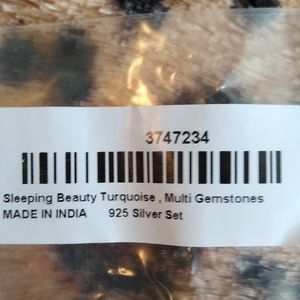 3747234
Sleeping Beauty Turquoise , Multi Gemstones
MADE IN INDIA 925 Silver Set